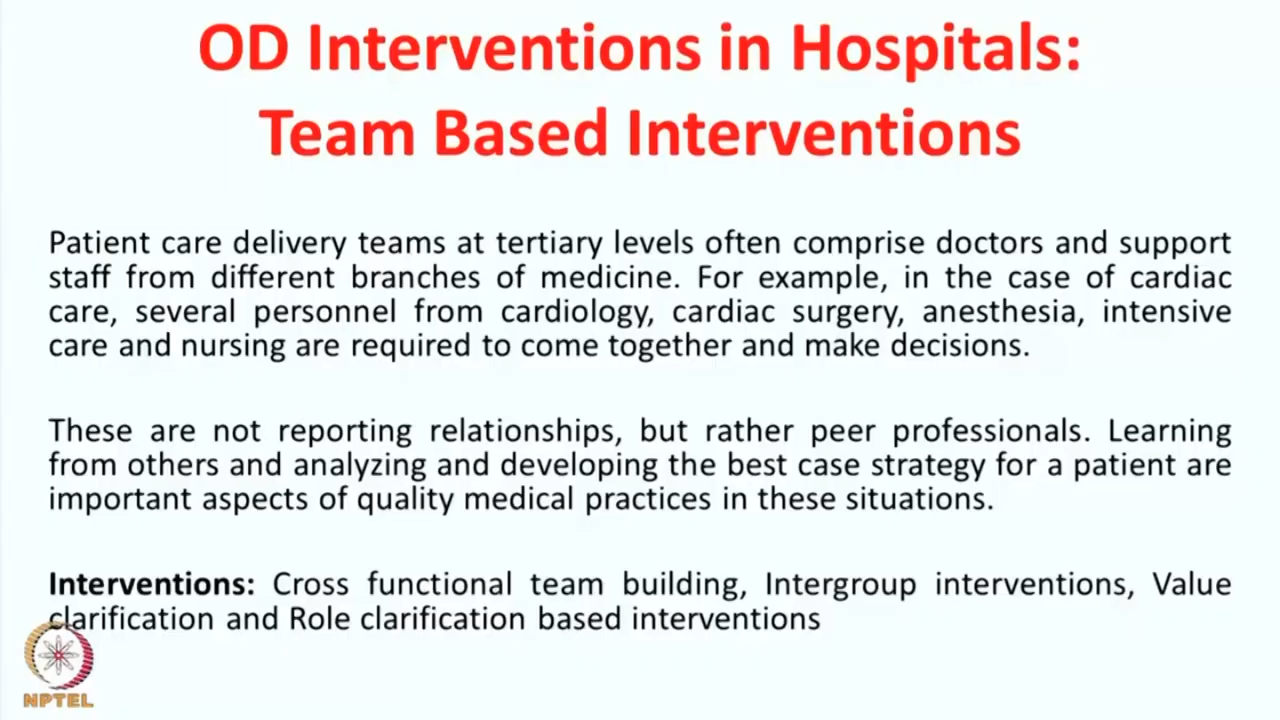 OD Interventions in Hospitals:
Team Based Interventions
Patient care delivery teams at tertiary levels often comprise doctors and support
staff from different branches of medicine. For example, in the case of cardiac
care, several personnel from cardiology, cardiac surgery, anesthesia, intensive
care and nursing are required to come together and make decisions.
These are not reporting relationships, but rather peer professionals. Learning
from others and analyzing and developing the best case strategy for a patient are
important aspects of quality medical practices in these situations.
Interventions: Cross functional team building, Intergroup interventions, Value
clarification and Role clarification based interventions
NPTEL